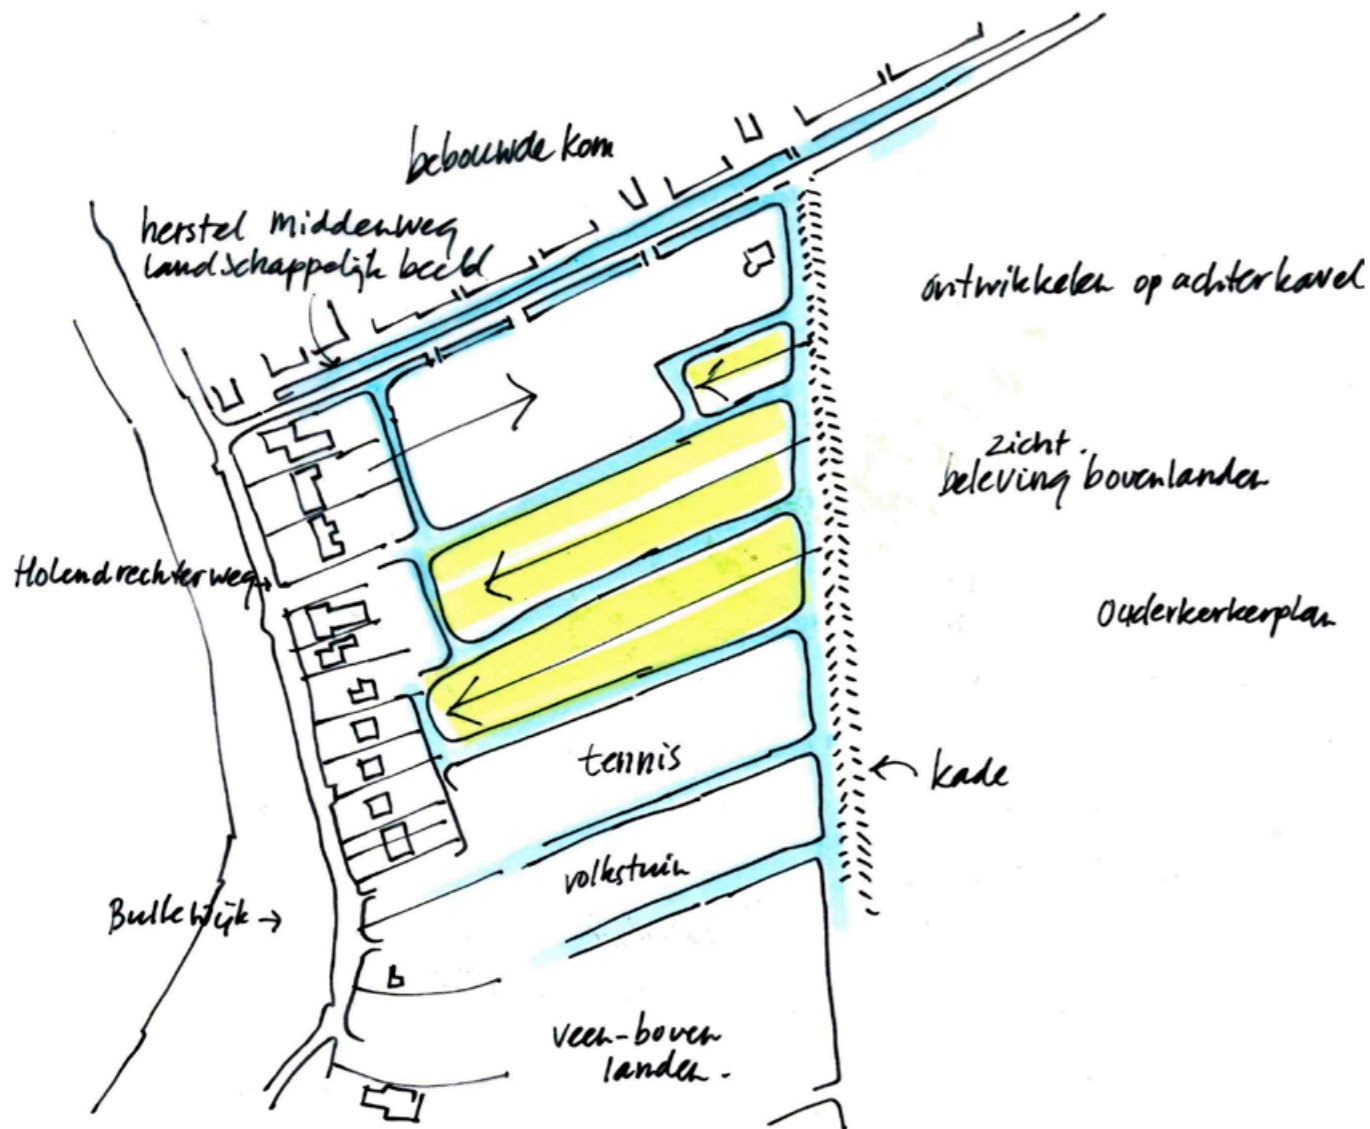 bebouwde kom
herstel Middenweg
landschappelijk beeld
ontwikkelen op achterkavel
zicht.
beleving bovenlanden
Holendrechterweg →
Ouderkerkerplan
tennis
← kade
volkstuin
Bullewijk →
veen-boven
landen.